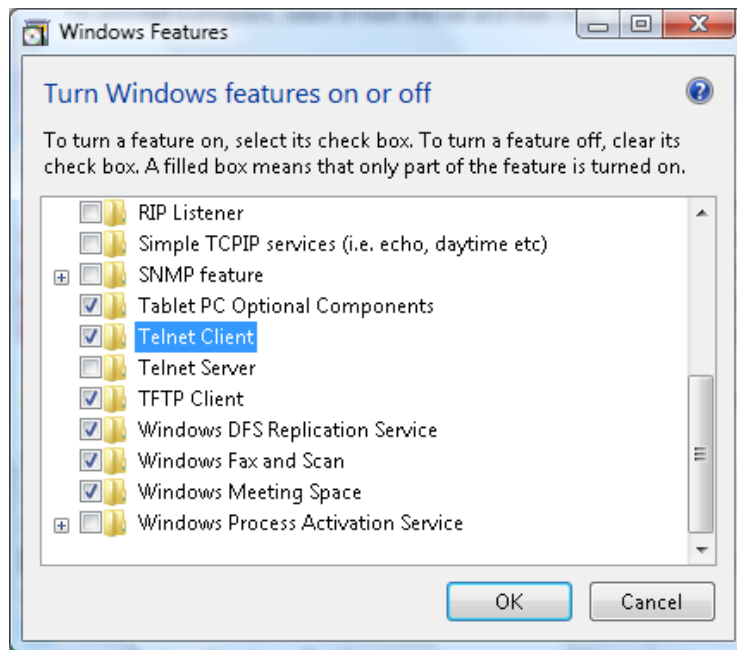 Windows Features
Turn Windows features on or off
To turn a feature on, select its check box. To turn a feature off, clear its
check box. A filled box means that only part of the feature is turned on.
RIP Listener
Simple TCPIP services (i.e. echo, daytime etc)
SNMP feature
Tablet PC Optional Components
Telnet Client
Telnet Server
TFTP Client
Windows DFS Replication Service
Windows Fax and Scan
Windows Meeting Space
Windows Process Activation Service
OK Cancel